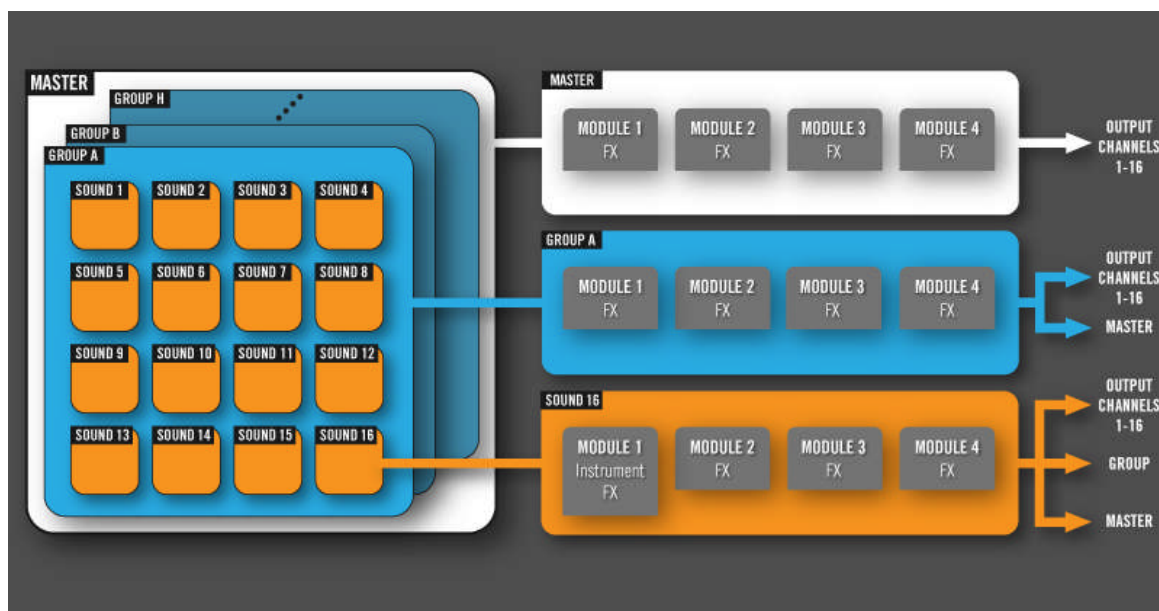 MASTER
GROUP H
GROUP B
GROUP A
SOUND 1
SOUND 2
SOUND 3
SOUND 4
SOUND 5
SOUND 6
SOUND 7
SOUND 8
SOUND 9
SOUND 10
SOUND 11
SOUND 12
SOUND 13
SOUND 14
SOUND 15
SOUND 16
MASTER
MODULE 1
FX
MODULE 2
FX
MODULE 3
FX
MODULE 4
FX
OUTPUT
CHANNELS
1-16
GROUP A
MODULE 1
FX
MODULE 2
FX
MODULE 3
FX
MODULE 4
FX
OUTPUT
CHANNELS
1-16
MASTER
SOUND 16
MODULE 1
Instrument
FX
MODULE 2
FX
MODULE 3
FX
MODULE 4
FX
OUTPUT
CHANNELS
1-16
GROUP
MASTER